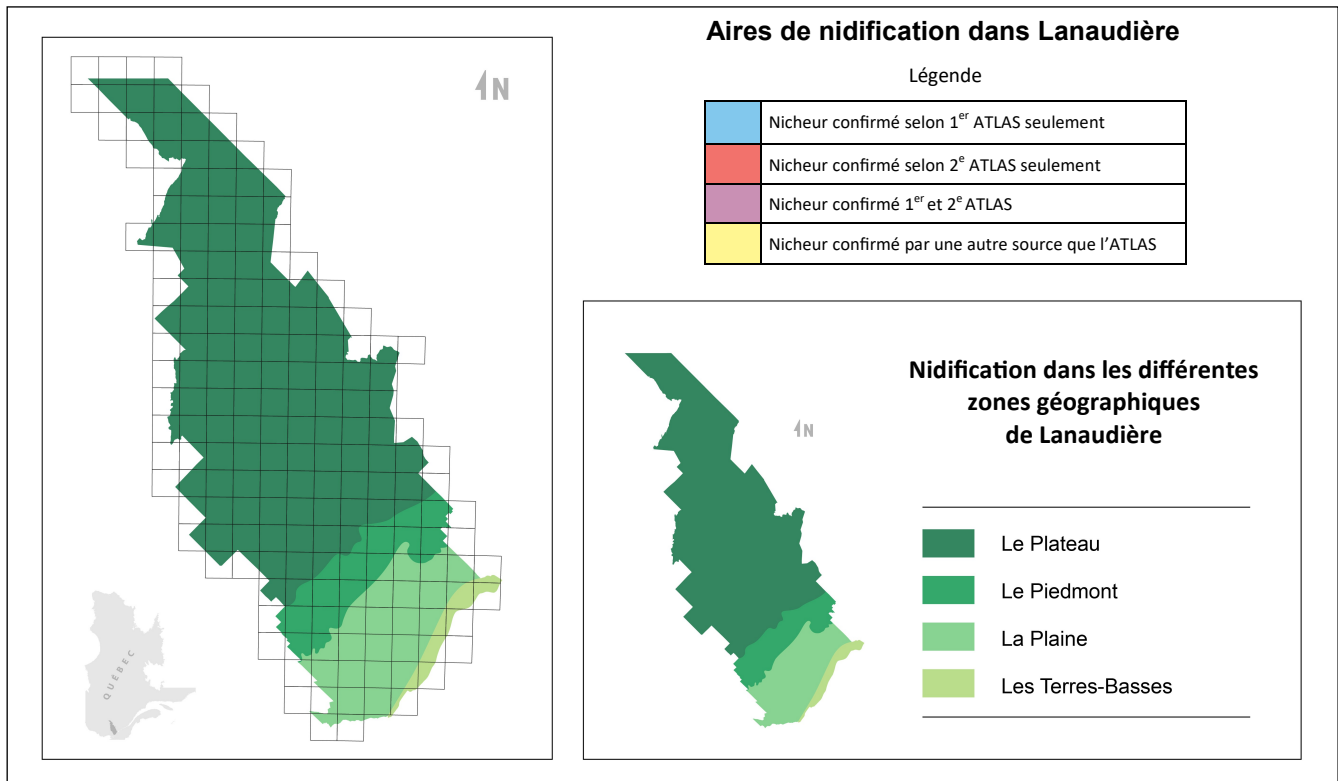 Aires de nidification dans Lanaudière
Légende
Nicheur confirmé selon 1er ATLAS seulement
Nicheur confirmé selon 2e ATLAS seulement
Nicheur confirmé 1er et 2e ATLAS
Nicheur confirmé par une autre source que l'ATLAS
N
QUÉBEC
N
Nidification dans les différentes
zones géographiques
de Lanaudière
Le Plateau
Le Piedmont
La Plaine
Les Terres-Basses